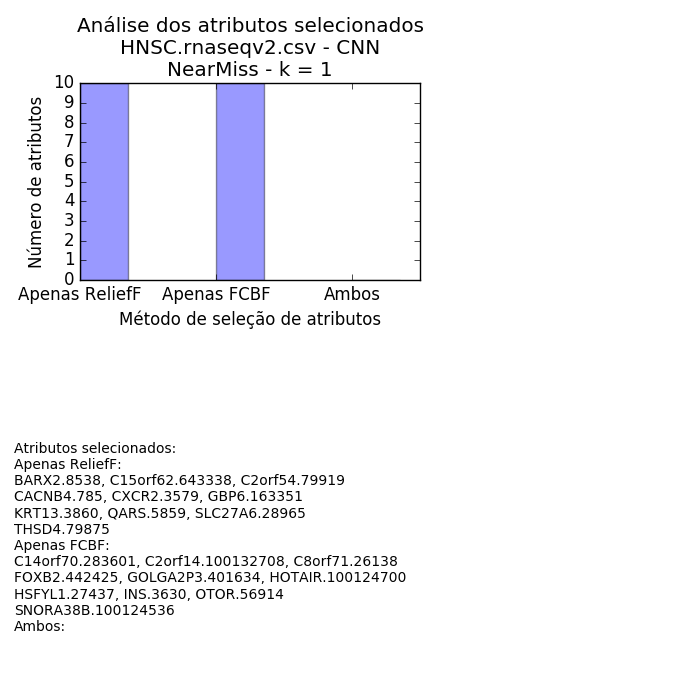 Análise dos atributos selecionados
HNSC.rnaseqv2.csv - CNN
NearMiss - k = 1
10
9
8
7
6
5
4
3
2
1
0
Número de atributos
Apenas ReliefF
Apenas FCBF
Ambos
Método de seleção de atributos
Atributos selecionados:
Apenas ReliefF:
BARX2.8538, C15orf62.643338, C2orf54.79919
CACNB4.785, CXCR2.3579, GBP6.163351
KRT13.3860, QARS.5859, SLC27A6.28965
THSD4.79875
Apenas FCBF:
C14orf70.283601, C2orf14.100132708, C8orf71.26138
FOXB2.442425, GOLGA2P3.401634, HOTAIR.100124700
HSFYL1.27437, INS.3630, OTOR.56914
SNORA38B.100124536
Ambos: